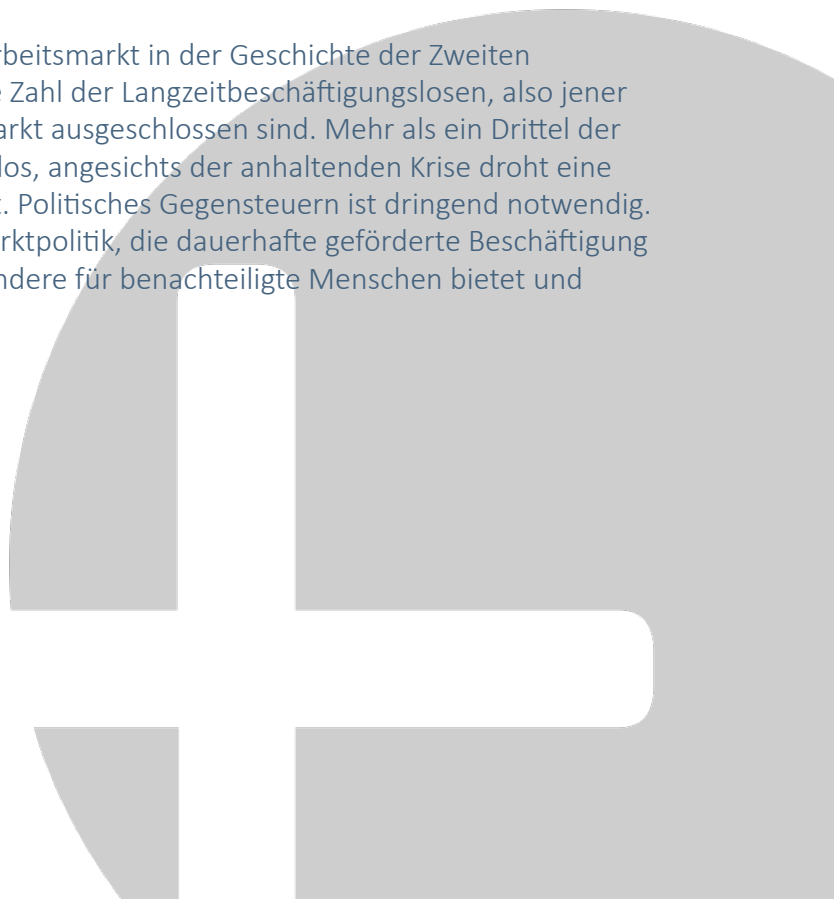 rbeitsmarkt in der Geschichte der Zweiten
Zahl der Langzeitbeschäftigungslosen, also jener
arkt ausgeschlossen sind. Mehr als ein Drittel der
los, angesichts der anhaltenden Krise droht eine
. Politisches Gegensteuern ist dringend notwendig.
rktpolitik, die dauerhafte geförderte Beschäftigung
ndere für benachteiligte Menschen bietet und